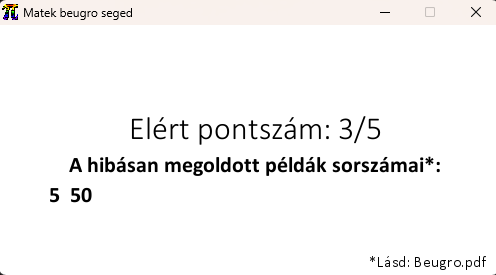 Matek beugro seged
Elért pontszám: 3/5
A hibásan megoldott példák sorszámai*:
5 50
*Lásd: Beugro.pdf